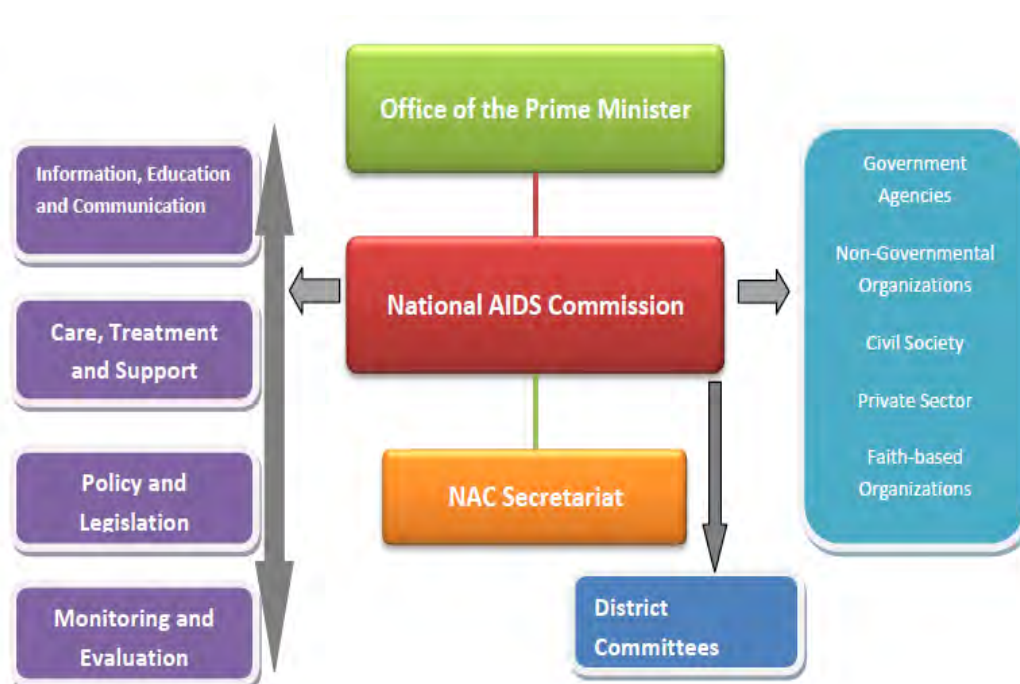 Office of the Prime Minister
Information, Education
and Communication
Care, Treatment
and Support
Policy and
Legislation
Monitoring and
Evaluation
National AIDS Commission
NAC Secretariat
District
Committees
Government
Agencies
Non-Governmental
Organizations
Civil Society
Private Sector
Faith-based
Organizations